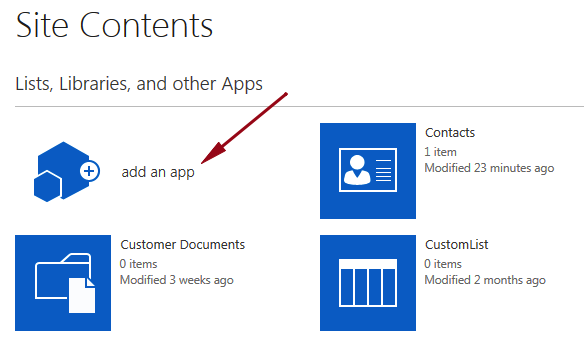 Site Contents
Lists, Libraries, and other Apps
add an app
Contacts
1 item
Modified 23 minutes ago
Customer Documents
0 items
Modified 3 weeks ago
CustomList
0 items
Modified 2 months ago